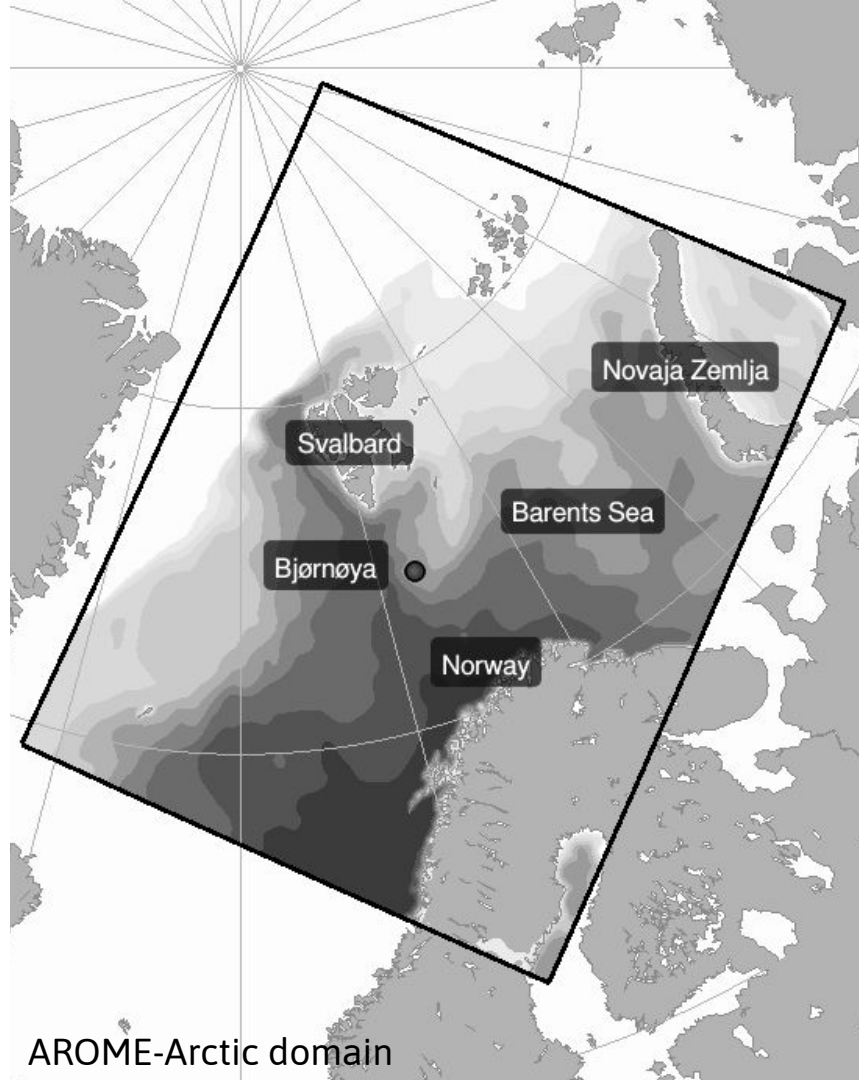 Novaja Zemlja
Svalbard
Barents Sea
Bjørnøya
Norway
AROME-Arctic domain